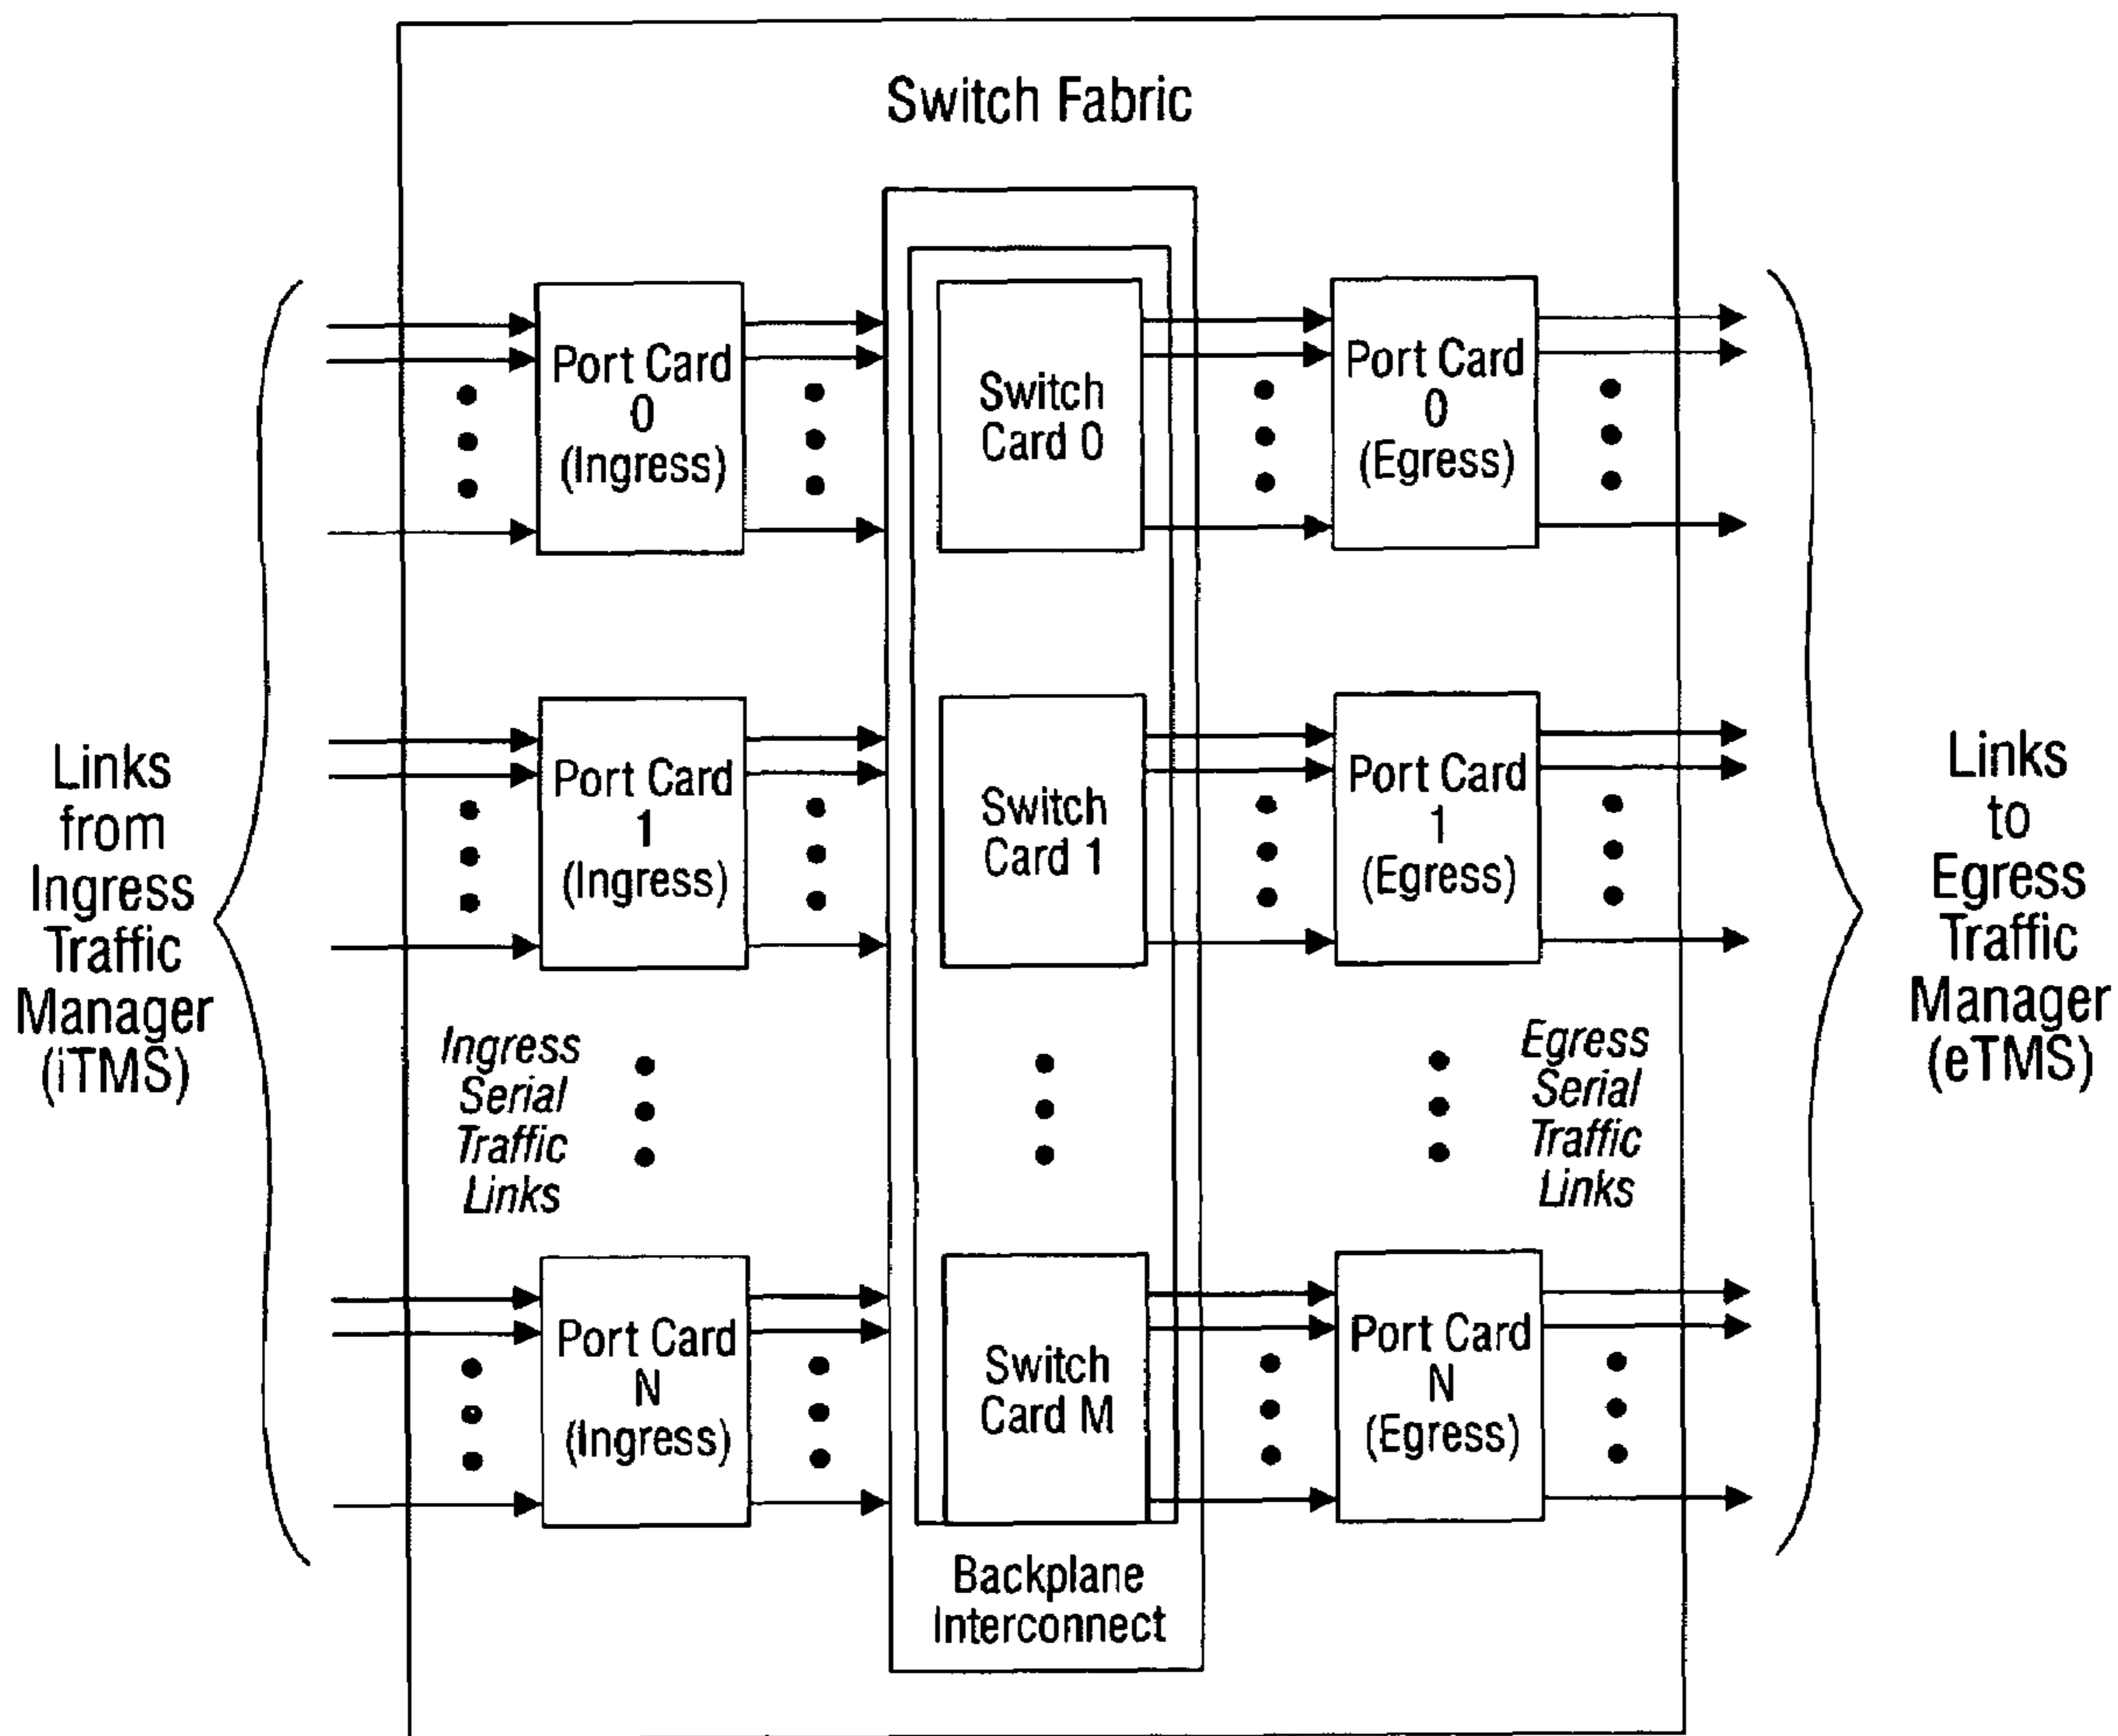 Switch Fabric
Links
from
Ingress
Traffic
Manager
(iTMS)
Port Card
0
(Ingress)
Switch
Card 0
Port Card
0
(Egress)
Port Card
1
(Ingress)
Switch
Card 1
Port Card
1
(Egress)
Ingress
Serial
Traffic
Links
Egress
Serial
Traffic
Links
Port Card
N
(Ingress)
Switch
Card M
Port Card
N
(Egress)
Backplane
Interconnect
Links
to
Egress
Traffic
Manager
(eTMS)